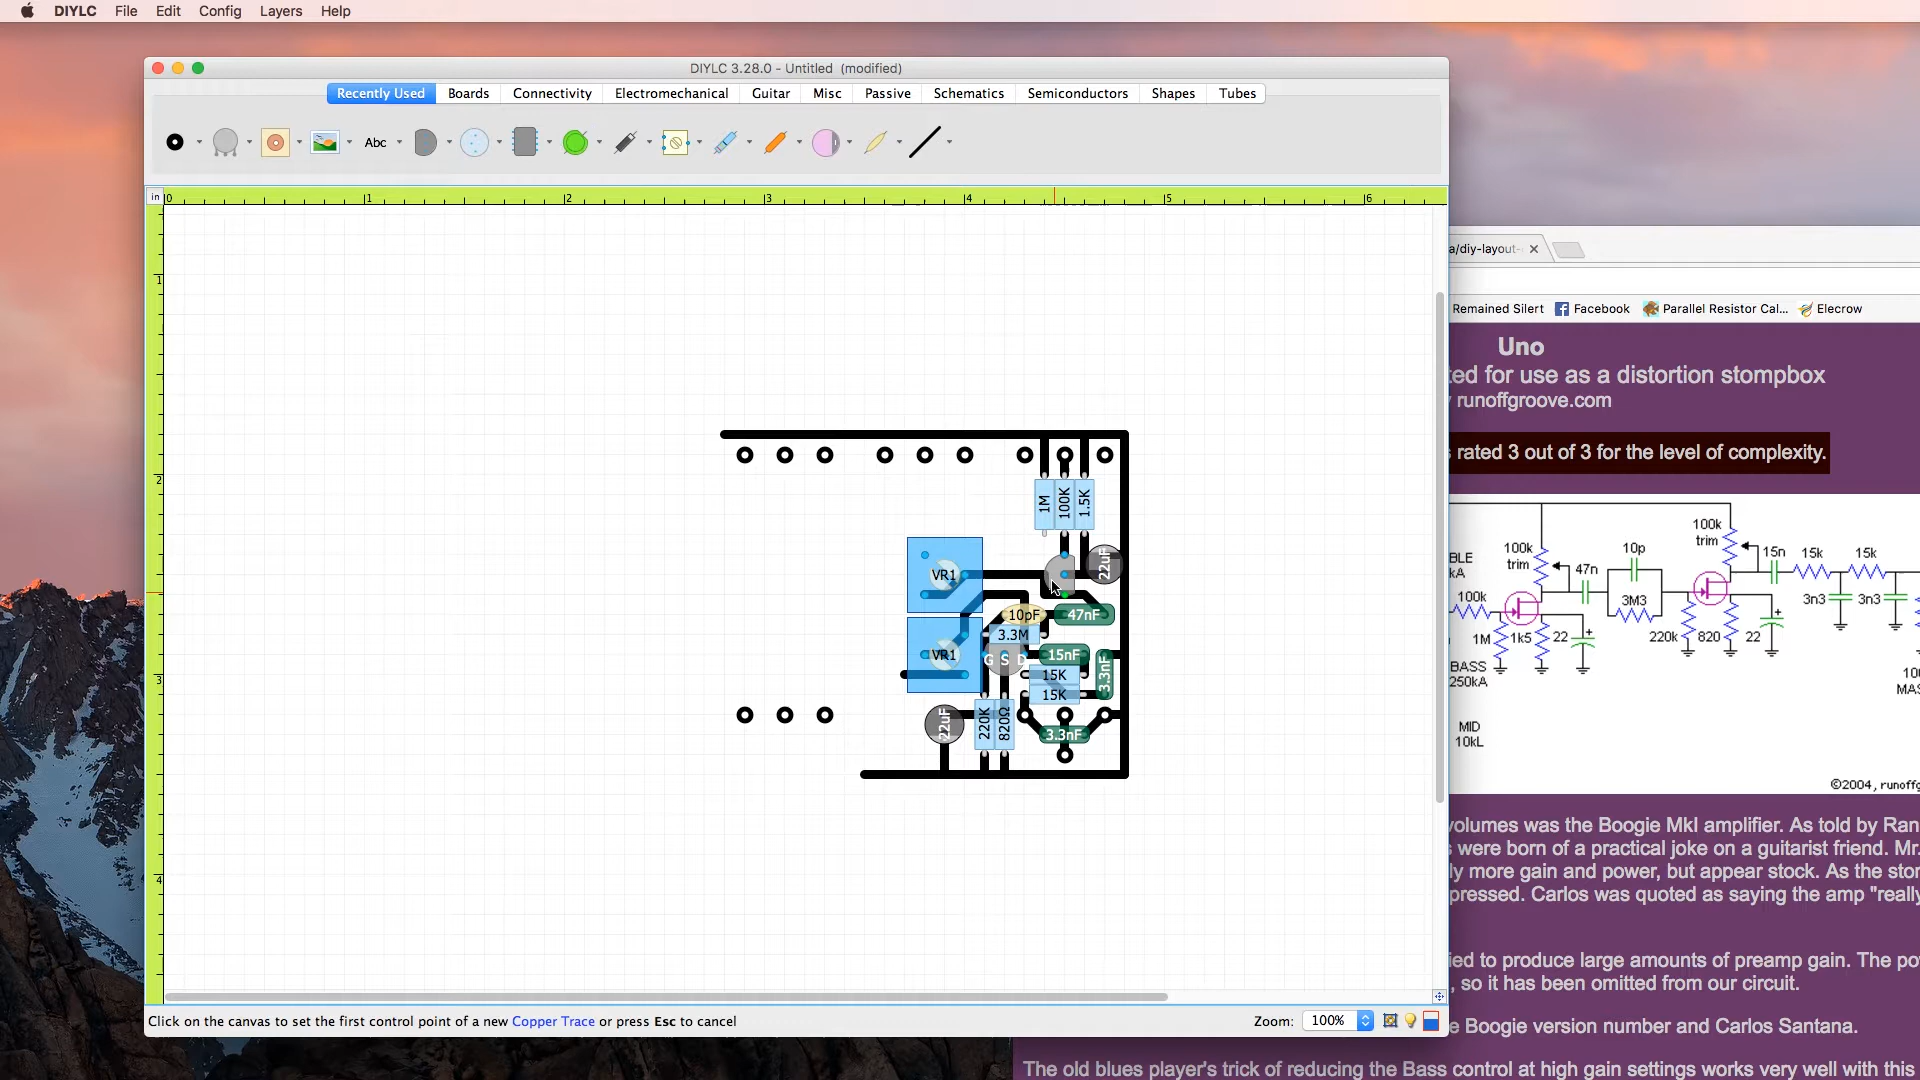 DIYLC File Edit Config Layers Help
DIYLC 3.28.0 - Untitled (modified)
Recently Used Boards Connectivity Electromechanical Guitar Misc Passive Schematics Semiconductors Shapes Tubes
Abc
in 0 1 2 3 4 5 6
1
2
3
4
1M 100K 1.5K
VR1 22uF
10pF 47nF
3.3M
VR1 G S D 15nF
15K 3.3nF
15K
22uF 220K 820Ω 3.3nF
Click on the canvas to set the first control point of a new Copper Trace or press Esc to cancel
Zoom: 100%
a/diy-layout-
Remained Silert Facebook Parallel Resistor Cal... Elecrow
Uno
ted for use as a distortion stompbox
runoffgroove.com
rated 3 out of 3 for the level of complexity.
100k
trim
BLE 100k trim 47n 10p 15n 15k 15k
kA
100k 3M3 3n3 3n3
1M 1k5 22 220k 820 22
BASS
250kA
MID
10kL
MAS
©2004, runoffg
volumes was the Boogie MkI amplifier. As told by Ran
were born of a practical joke on a guitarist friend. Mr.
ly more gain and power, but appear stock. As the stor
pressed. Carlos was quoted as saying the amp "really
ied to produce large amounts of preamp gain. The po
, so it has been omitted from our circuit.
e Boogie version number and Carlos Santana.
The old blues player's trick of reducing the Bass control at high gain settings works very well with this